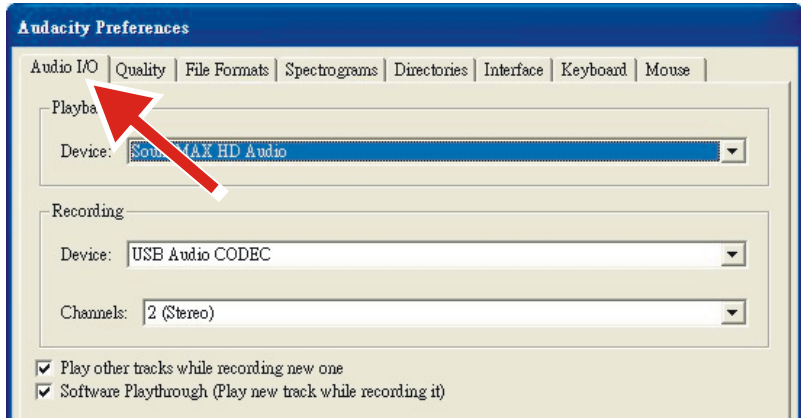 Audacity Preferences
Audio I/O Quality File Formats Spectrograms Directories Interface Keyboard Mouse
Device: MAX HD Audio
Recording
Device: USB Audio CODEC
Channels: 2 (Stereo)
Play other tracks while recording new one
Software Playthrough (Play new track while recording it)